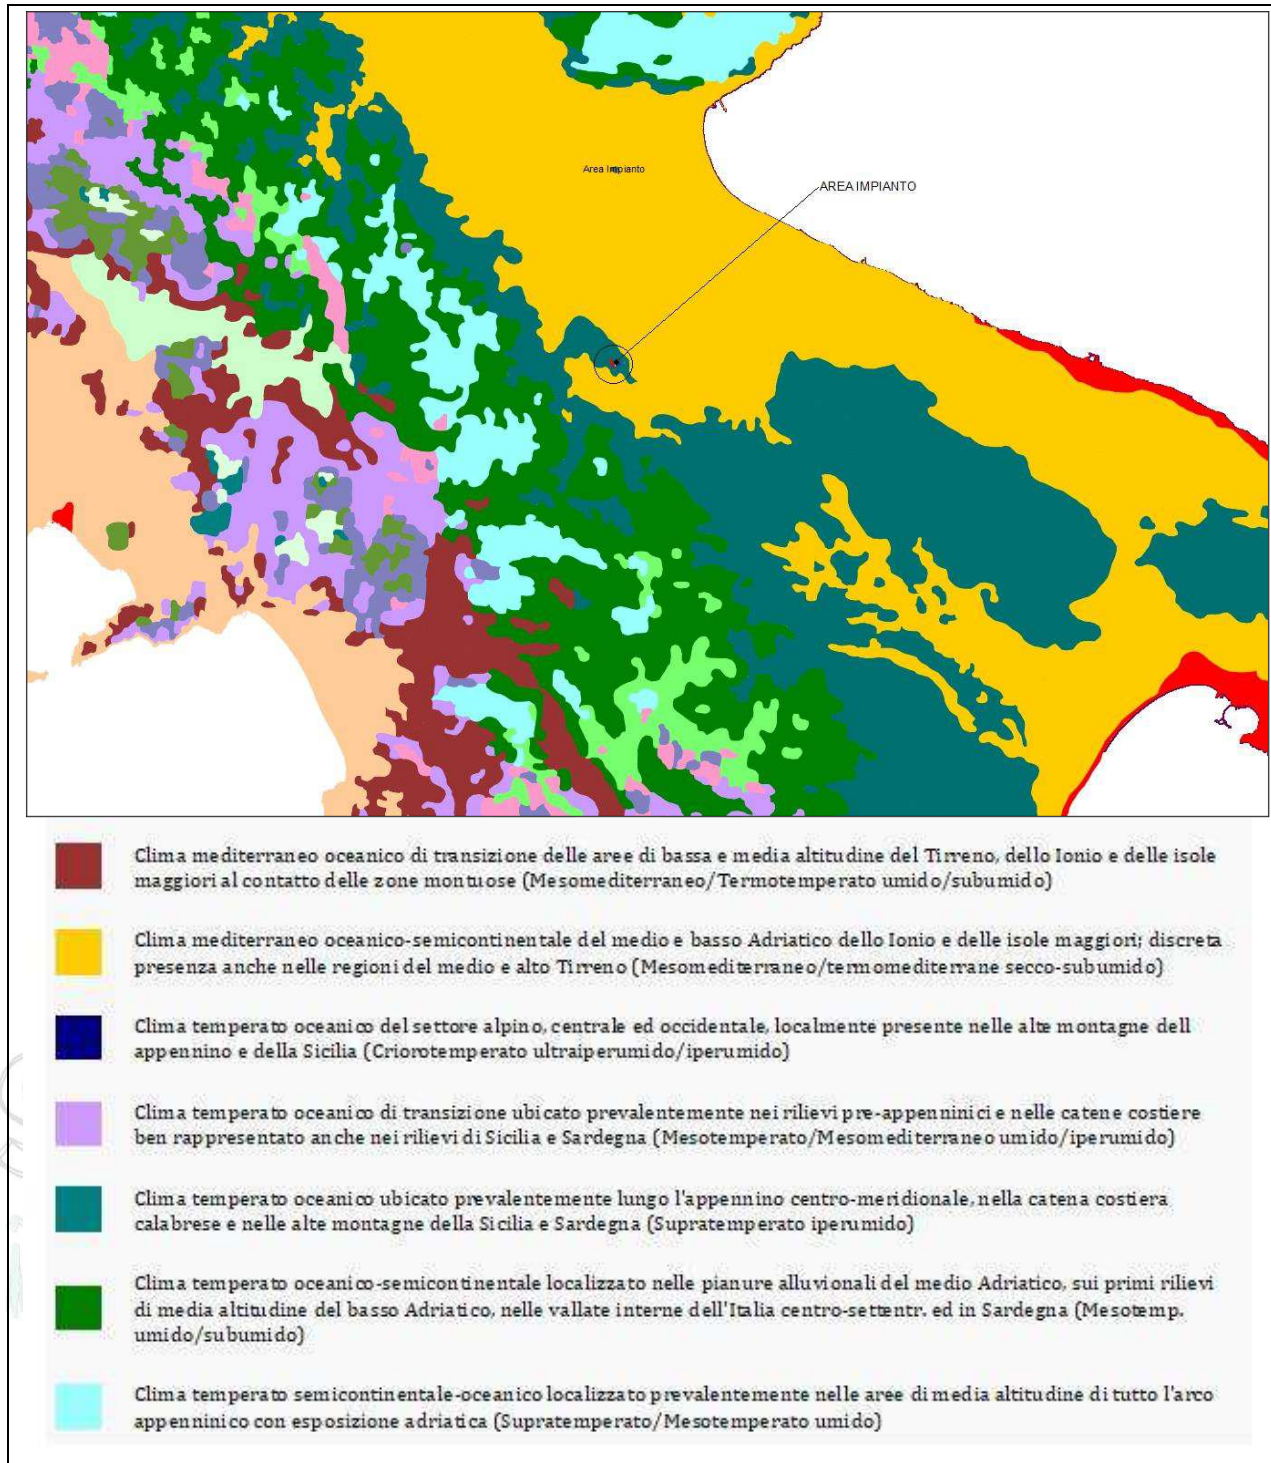 Area Impianto
AREA IMPIANTO
Clima mediterraneo oceanico di transizione delle aree di bassa e media altitudine del Tirreno, dello Ionio e delle isole
maggiori al contatto delle zone montuose (Mesomediterraneo/Termotemperato umido/subumido)
Clima mediterraneo oceanico-semicontinentale del medio e basso Adriatico dello Ionio e delle isole maggiori; discreta
presenza anche nelle regioni del medio e alto Tirreno (Mesomediterraneo/termomediterrane secco-subumido)
Clima temperato oceanico del settore alpino, centrale ed occidentale, localmente presente nelle alte montagne dell
appennino e della Sicilia (Criorotemperato ultraiperumido/iperumido)
Clima temperato oceanico di transizione ubicato prevalentemente nei rilievi pre-appenninici e nelle catene costiere
ben rappresentato anche nei rilievi di Sicilia e Sardegna (Mesotemperato/Mesomediterraneo umido/iperumido)
Clima temperato oceanico ubicato prevalentemente lungo l'appennino centro-meridionale, nella catena costiera
calabrese e nelle alte montagne della Sicilia e Sardegna (Supratemperato iperumido)
Clima temperato oceanico-semicontinentale localizzato nelle pianure alluvionali del medio Adriatico, sui primi rilievi
di media altitudine del basso Adriatico, nelle vallate interne dell'Italia centro-settentr. ed in Sardegna (Mesotemp.
umido/subumido)
Clima temperato semicontinentale-oceanico localizzato prevalentemente nelle aree di media altitudine di tutto l'arco
appenninico con esposizione adriatica (Supratemperato/Mesotemperato umido)